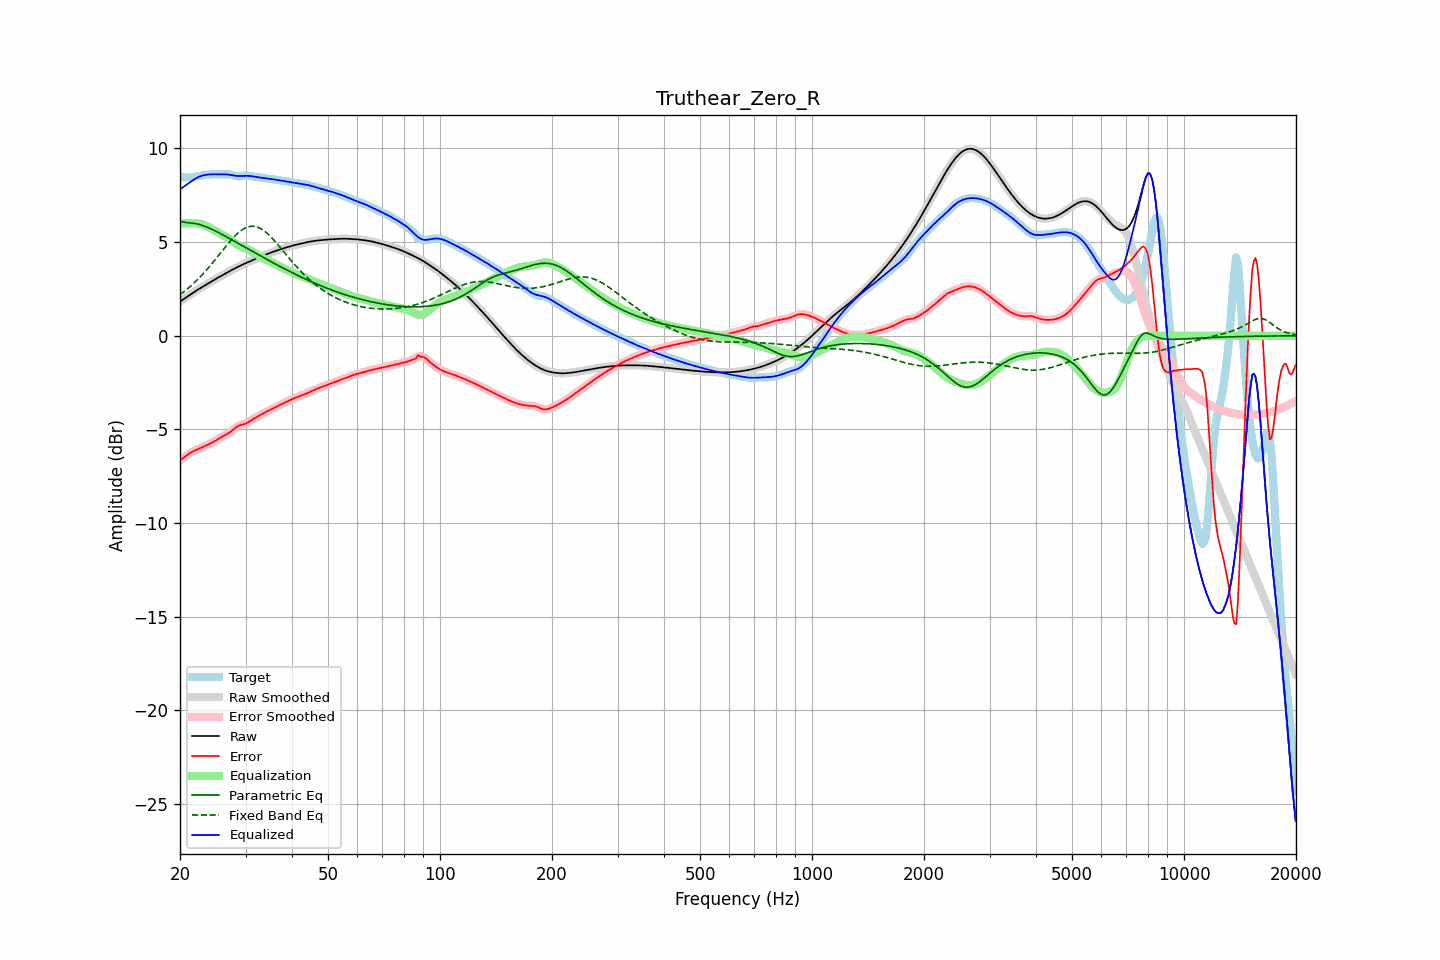 Truthear_Zero_R
Amplitude (dBr)
10
5
0
−5
−10
−15
−20
−25
Target
Raw Smoothed
Error Smoothed
Raw
Error
Equalization
Parametric Eq
Fixed Band Eq
Equalized
20 50 100 200 500 1000 2000 5000 10000 20000
Frequency (Hz)